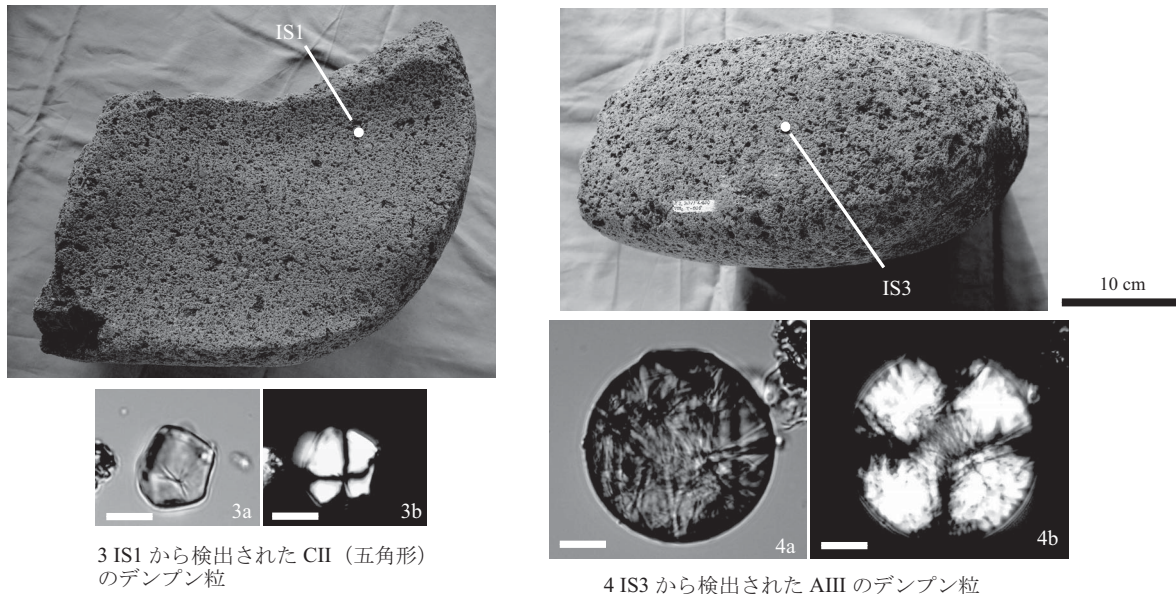 IS1
IS3
10 cm
3a
3b
4a
4b
3 IS1 から検出された CII（五角形）
のデンプン粒
4 IS3 から検出された AIII のデンプン粒